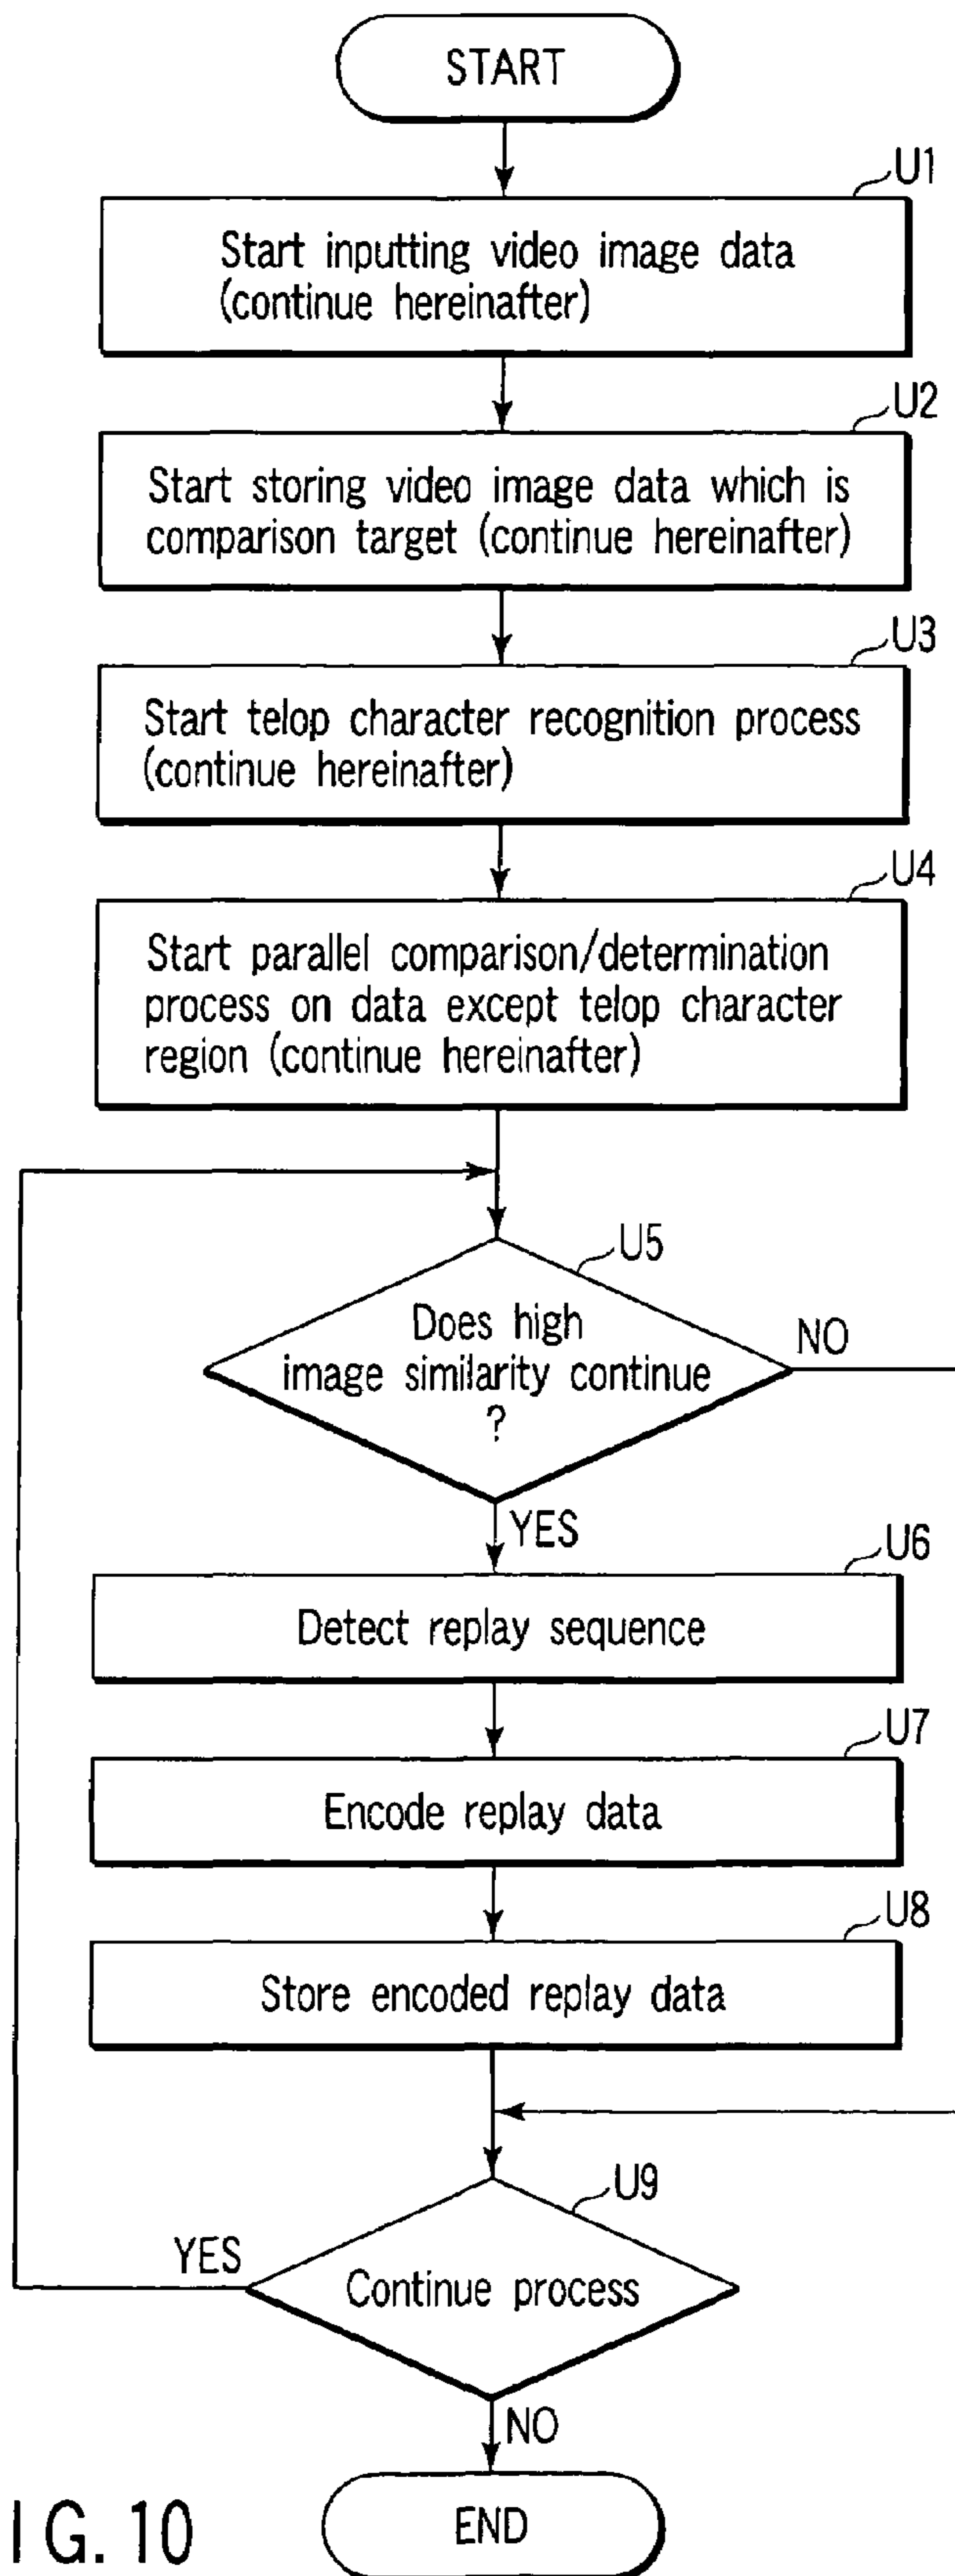 START
U1
Start inputting video image data
(continue hereinafter)
U2
Start storing video image data which is
comparison target (continue hereinafter)
U3
Start telop character recognition process
(continue hereinafter)
U4
Start parallel comparison/determination
process on data except telop character
region (continue hereinafter)
U5
Does high
image similarity continue
?
NO
YES
U6
Detect replay sequence
U7
Encode replay data
U8
Store encoded replay data
U9
YES
Continue process
NO
END
IG. 10